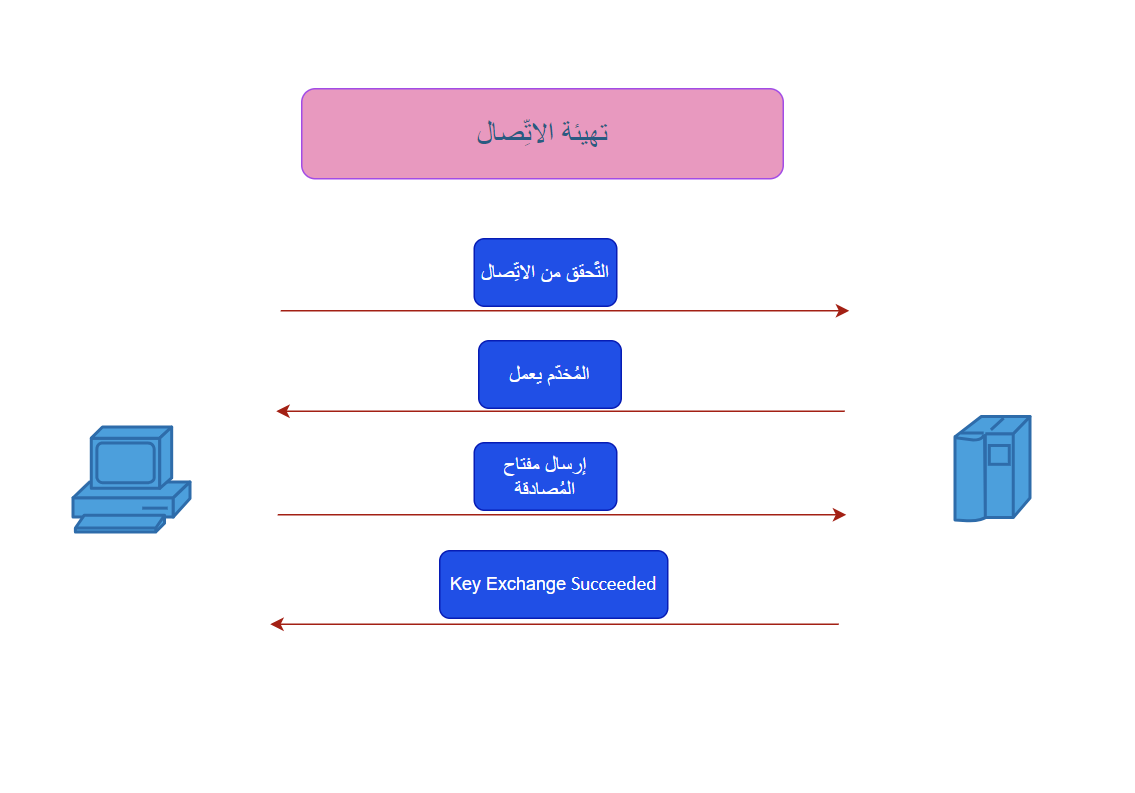 تهيئة الاتِّصال
التَّحقق من الاتِّصال
المُخدّم يعمل
إرسال مفتاح
المُصادقة
Key Exchange Succeeded